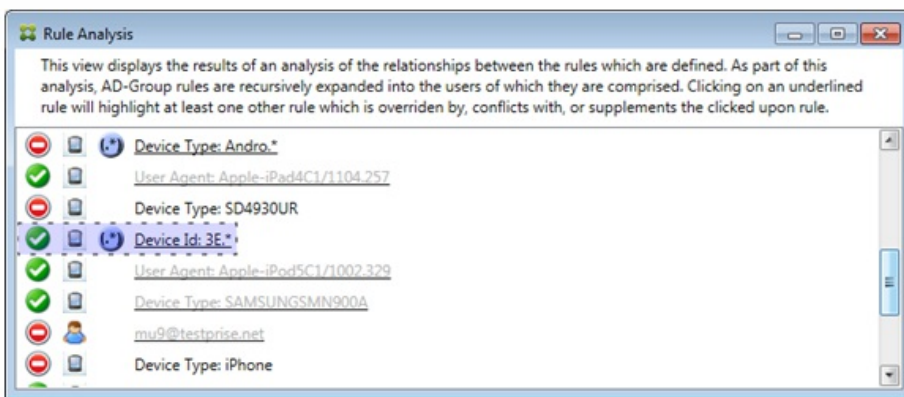 Rule Analysis
This view displays the results of an analysis of the relationships between the rules which are defined. As part of this
analysis, AD-Group rules are recursively expanded into the users of which they are comprised. Clicking on an underlined
rule will highlight at least one other rule which is overriden by, conflicts with, or supplements the clicked upon rule.
(.*) Device Type: Andro.*
User Agent: Apple-iPad4C1/1104.257
Device Type: SD4930UR
(.*) Device Id: 3E.*
User Agent: Apple-iPod5C1/1002.329
Device Type: SAMSUNGSMN900A
mu9@testprise.net
Device Type: iPhone